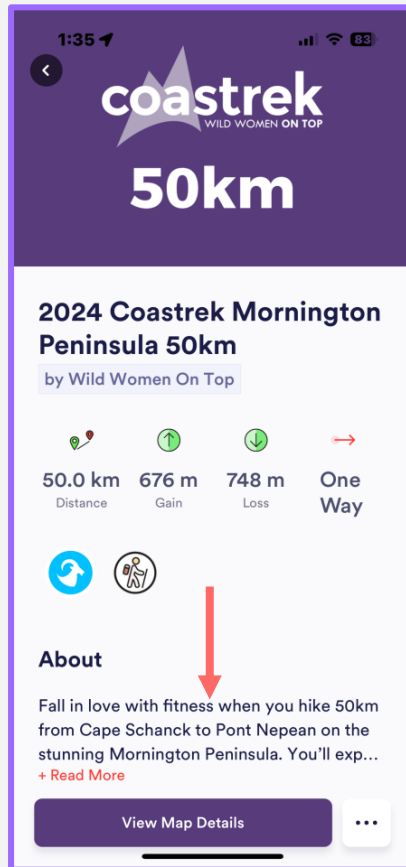 1:35
83
coastrek
WILD WOMEN ON TOP
50km
2024 Coastrek Mornington
Peninsula 50km
by Wild Women On Top
50.0 km 676 m 748 m One
Way
Distance Gain Loss
About
Fall in love with fitness when you hike 50km
from Cape Schanck to Pont Nepean on the
stunning Mornington Peninsula. You’ll exp...
+ Read More
View Map Details